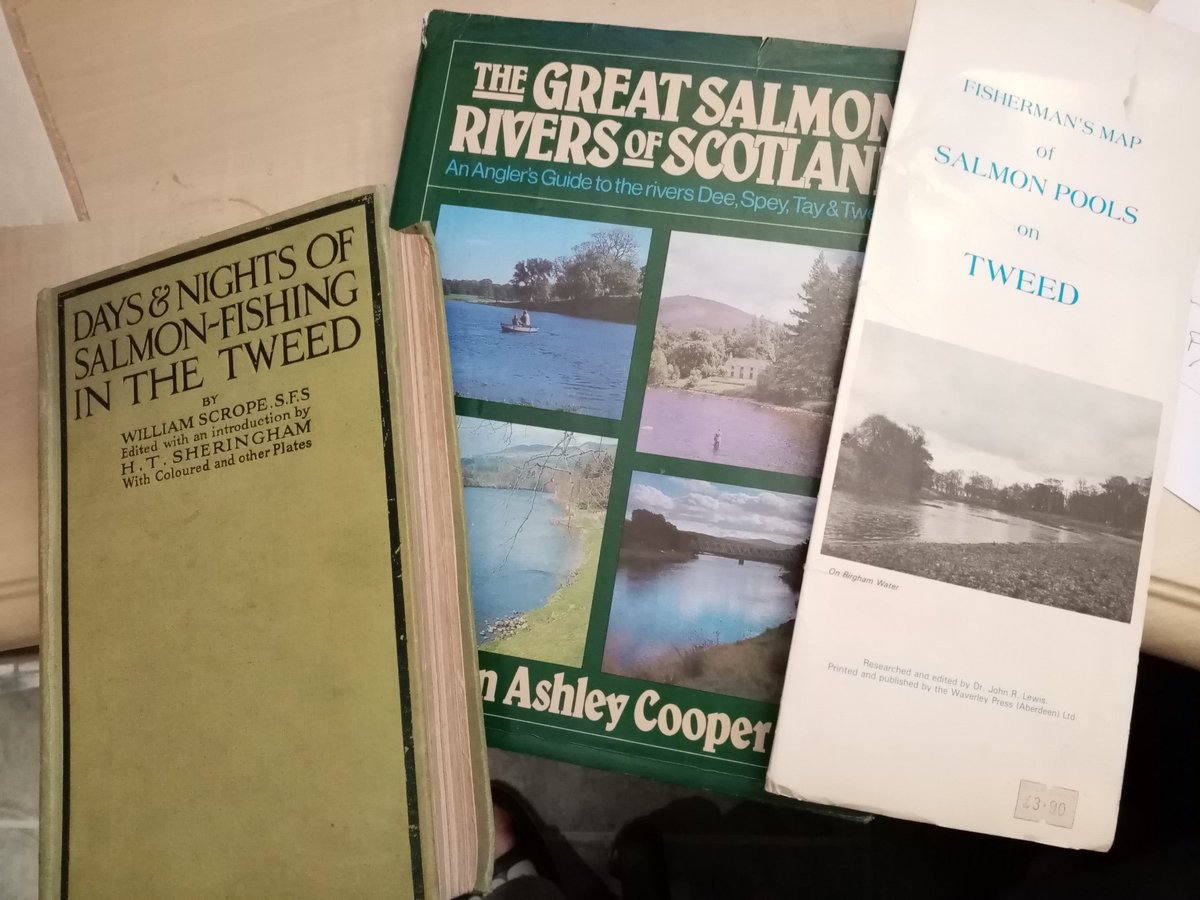 DAYS & NIGHTS OF
SALMON-FISHING
IN THE TWEED
BY
WILLIAM SCROPE.S.F.S
Edited with an introduction by
H. T. SHERINGHAM
With Coloured and other Plates
THE GREAT SALMON
RIVERS OF SCOTLAN
An Angler's Guide to the rivers Dee, Spey, Tay & Twe
n Ashley Cooper
FISHERMAN'S MAP
of
SALMON POOLS
on
TWEED
On Birgham Water
Researched and edited by Dr. John R. Lewis.
Printed and published by the Waverley Press (Aberdeen) Ltd.
£3·90